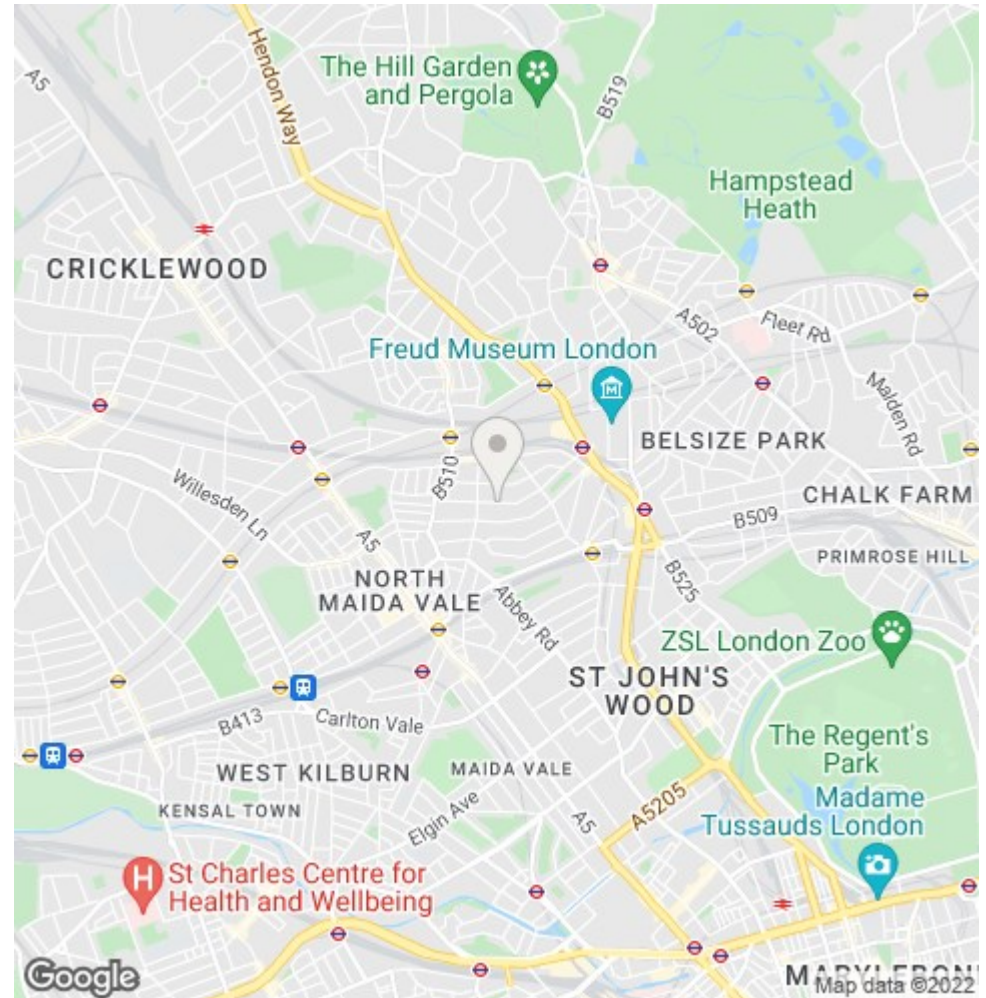 A5
Hendon Way
The Hill Garden
and Pergola
B519
Hampstead
Heath
CRICKLEWOOD
A502
Fleet Rd
Freud Museum London
Malden Rd
BELSIZE PARK
B510
Willesden Ln
CHALK FARM
B509
A5
PRIMROSE HILL
NORTH
MAIDA VALE
B525
Abbey Rd
ZSL London Zoo
ST JOHN'S
WOOD
B413
Carlton Vale
The Regent's
Park
WEST KILBURN
MAIDA VALE
KENSAL TOWN
Elgin Ave
A5
A5205
Madame
Tussauds London
H
St Charles Centre for
Health and Wellbeing
Google
MARYLEBON
Map data ©2022